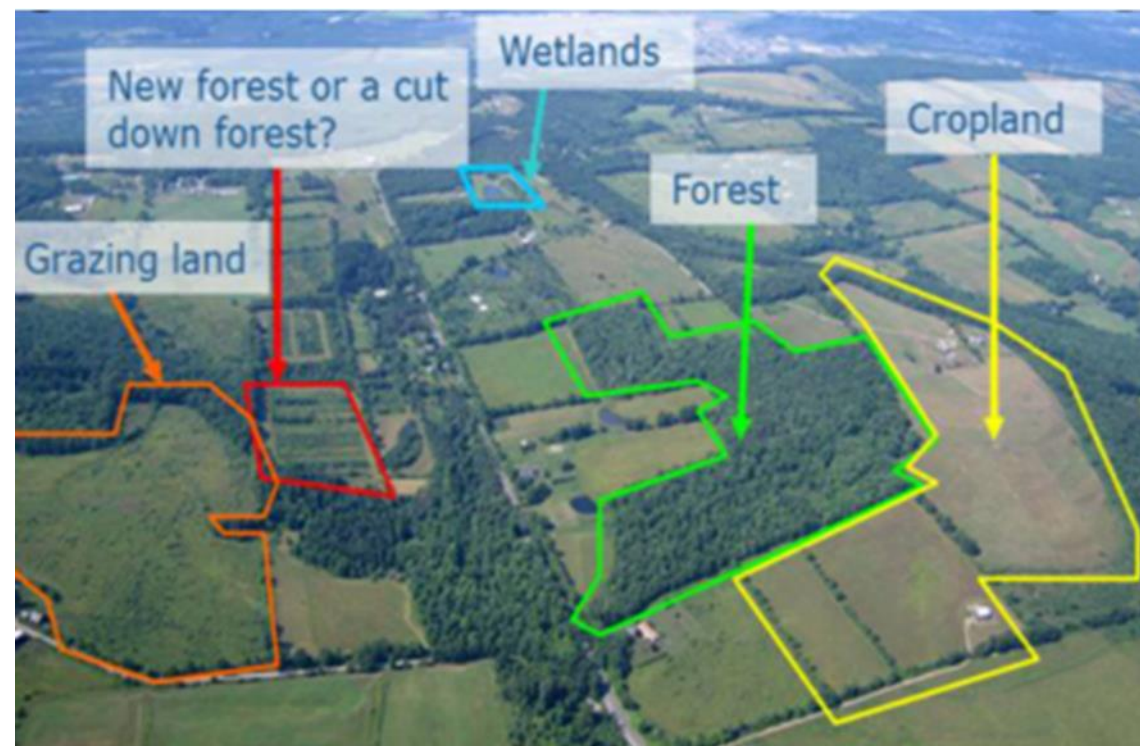 Wetlands
New forest or a cut
down forest?
Cropland
Forest
Grazing land